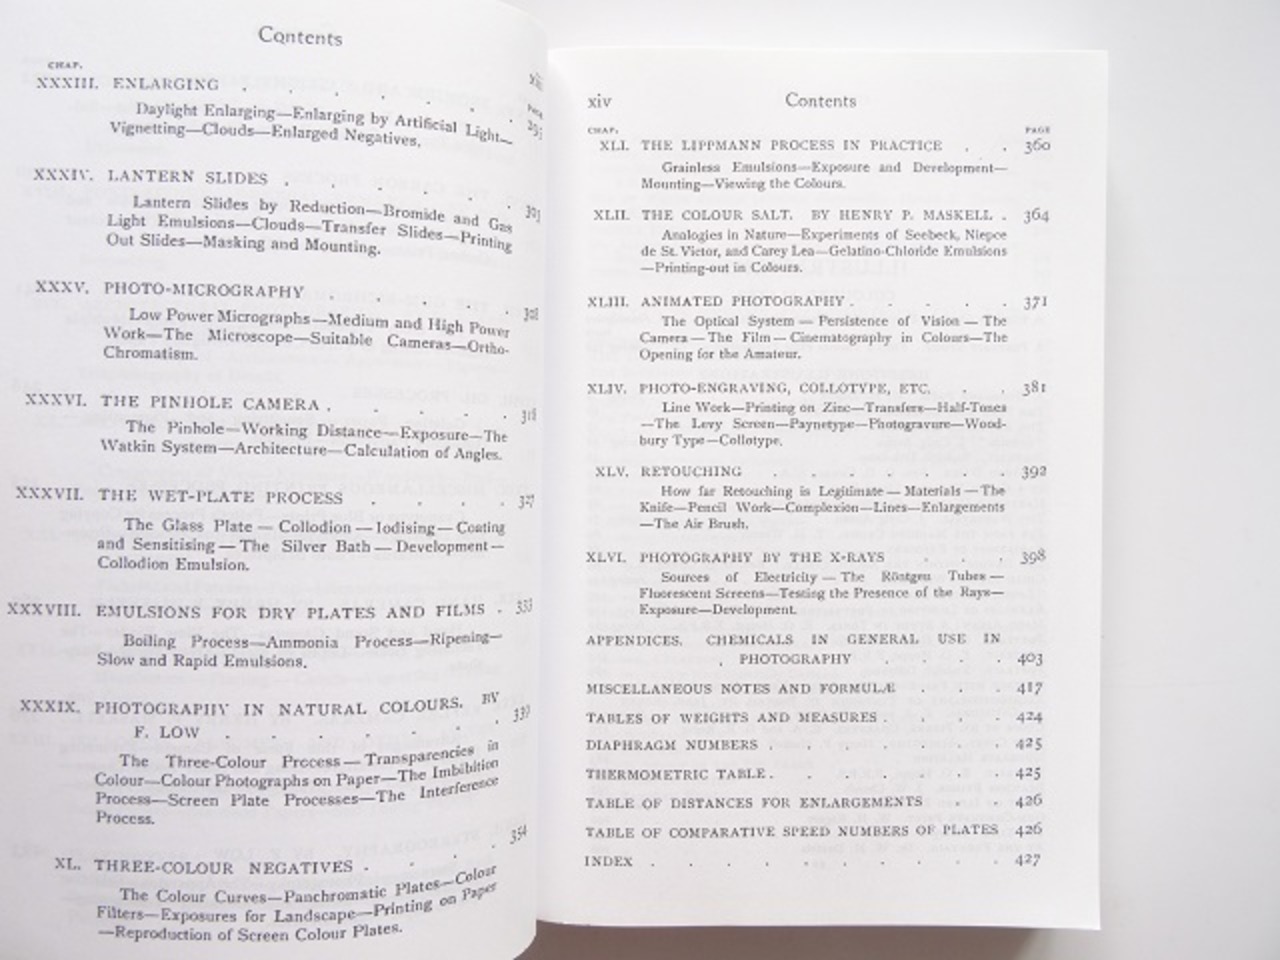 Contents
xiii
CHAP.
PAGE
XXXIII. ENLARGING . . . . . . 295
Daylight Enlarging—Enlarging by Artificial Light—
Vignetting—Clouds—Enlarged Negatives.
XXXIV. LANTERN SLIDES . . . . . 303
Lantern Slides by Reduction—Bromide and Gas
Light Emulsions—Clouds—Transfer Slides—Printing
Out Slides—Masking and Mounting.
XXXV. PHOTO-MICROGRAPHY . . . . 308
Low Power Micrographs—Medium and High Power
Work—The Microscope—Suitable Cameras—Ortho-
Chromatism.
XXXVI. THE PINHOLE CAMERA . . . . . 318
The Pinhole—Working Distance—Exposure—The
Watkin System—Architecture—Calculation of Angles.
XXXVII. THE WET-PLATE PROCESS . . . . 327
The Glass Plate — Collodion — Iodising — Coating
and Sensitising — The Silver Bath — Development —
Collodion Emulsion.
XXXVIII. EMULSIONS FOR DRY PLATES AND FILMS . 333
Boiling Process—Ammonia Process—Ripening—
Slow and Rapid Emulsions.
XXXIX. PHOTOGRAPHY IN NATURAL COLOURS. BY
F. LOW . . . . . . . 339
The Three-Colour Process — Transparencies in
Colour—Colour Photographs on Paper—The Imbibition
Process—Screen Plate Processes—The Interference
Process.
XL. THREE-COLOUR NEGATIVES . . . . 354
The Colour Curves—Panchromatic Plates—Colour
Filters—Exposures for Landscape—Printing on Paper
—Reproduction of Screen Colour Plates.
xiv
Contents
CHAP.
PAGE
XLI. THE LIPPMANN PROCESS IN PRACTICE . . 360
Grainless Emulsions—Exposure and Development—
Mounting—Viewing the Colours.
XLII. THE COLOUR SALT. BY HENRY P. MASKELL . 364
Analogies in Nature—Experiments of Seebeck, Niepce
de St. Victor, and Carey Lea—Gelatino-Chloride Emulsions
—Printing-out in Colours.
XLIII. ANIMATED PHOTOGRAPHY . . . . . 371
The Optical System — Persistence of Vision — The
Camera — The Film — Cinematography in Colours—The
Opening for the Amateur.
XLIV. PHOTO-ENGRAVING, COLLOTYPE, ETC. . . 381
Line Work—Printing on Zinc—Transfers—Half-Tones
—The Levy Screen—Paynetype—Photogravure—Wood-
bury Type—Collotype.
XLV. RETOUCHING . . . . . . 392
How far Retouching is Legitimate — Materials — The
Knife—Pencil Work—Complexion—Lines—Enlargements
—The Air Brush.
XLVI. PHOTOGRAPHY BY THE X-RAYS . . . 398
Sources of Electricity — The Röntgen Tubes —
Fluorescent Screens—Testing the Presence of the Rays—
Exposure—Development.
APPENDICES. CHEMICALS IN GENERAL USE IN
PHOTOGRAPHY . . . . 403
MISCELLANEOUS NOTES AND FORMULÆ . . . 417
TABLES OF WEIGHTS AND MEASURES . . . . 424
DIAPHRAGM NUMBERS . . . . . . . 425
THERMOMETRIC TABLE . . . . . . . 425
TABLE OF DISTANCES FOR ENLARGEMENTS . . . 426
TABLE OF COMPARATIVE SPEED NUMBERS OF PLATES 426
INDEX . . . . . . . . . . 427